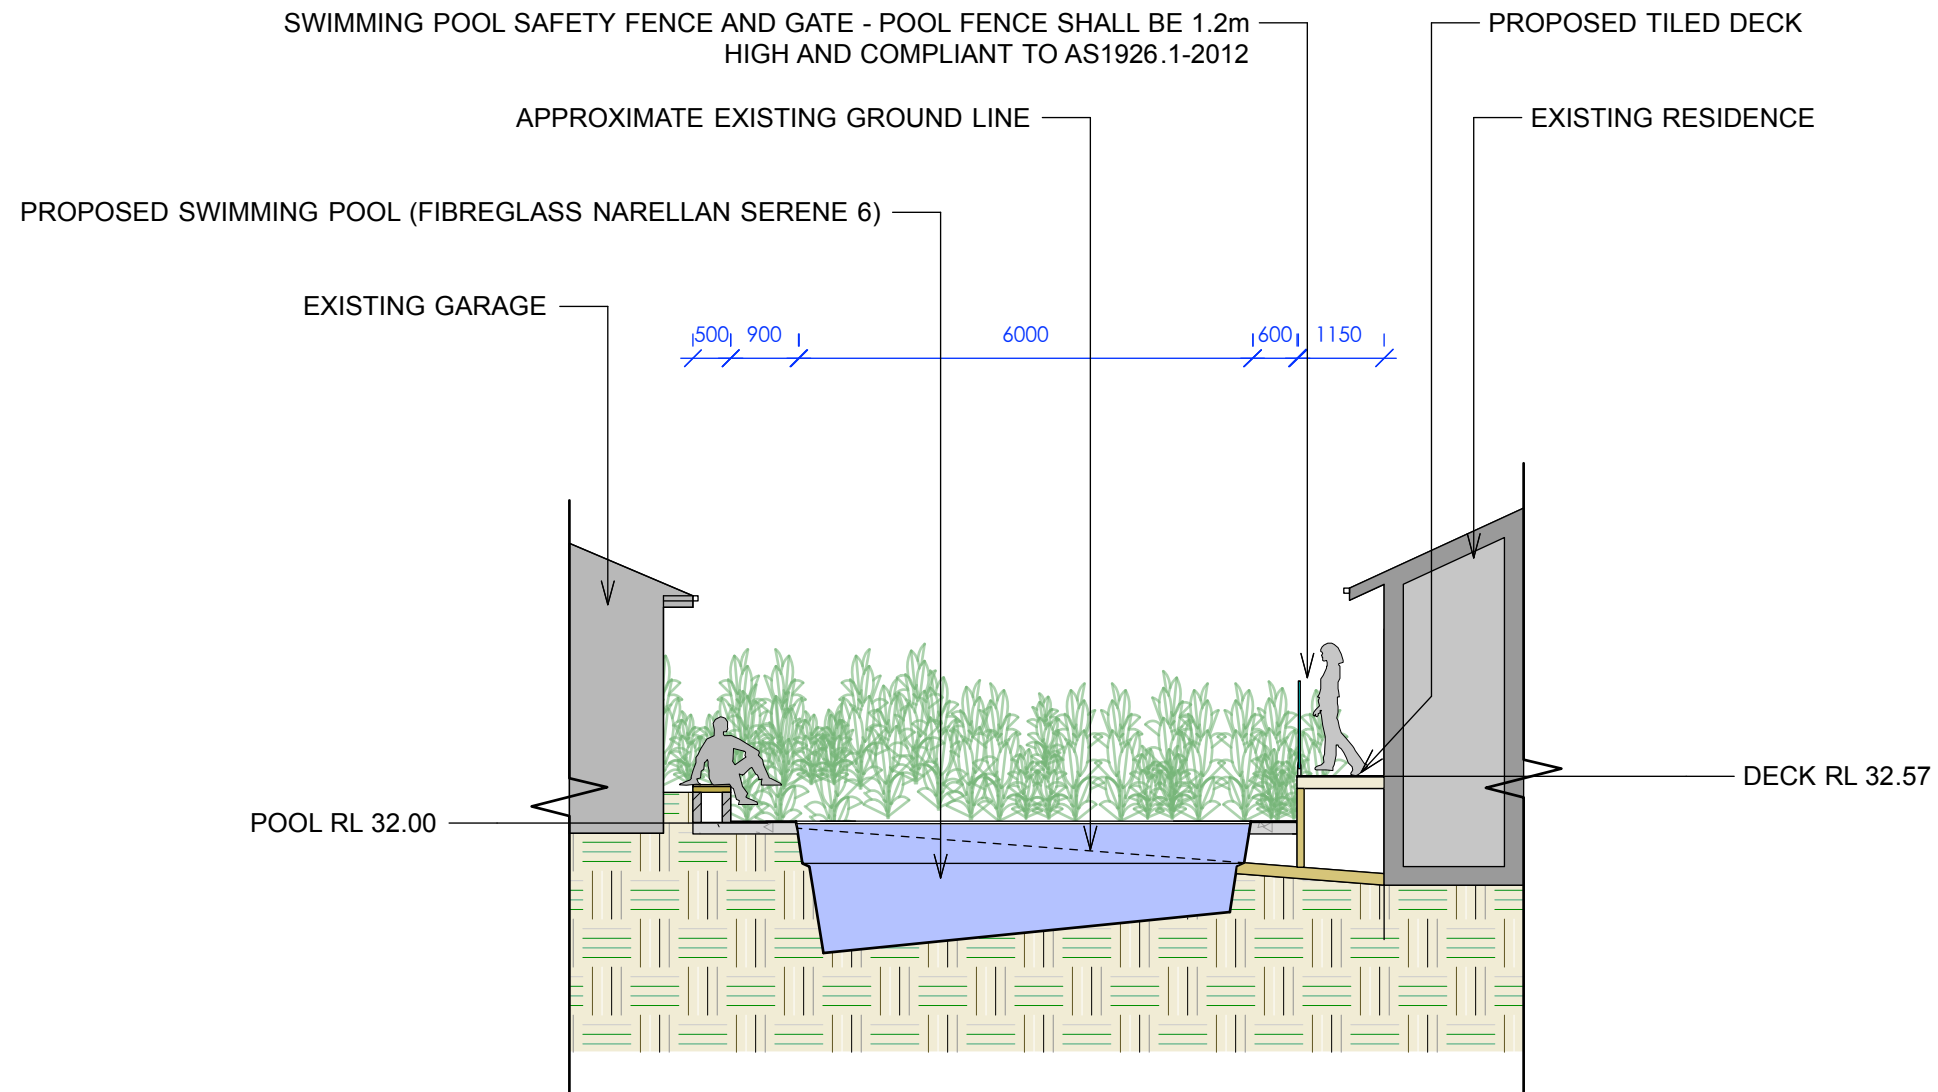 SWIMMING POOL SAFETY FENCE AND GATE - POOL FENCE SHALL BE 1.2m
HIGH AND COMPLIANT TO AS1926.1-2012
PROPOSED TILED DECK
APPROXIMATE EXISTING GROUND LINE
EXISTING RESIDENCE
PROPOSED SWIMMING POOL (FIBREGLASS NARELLAN SERENE 6)
EXISTING GARAGE
500 900 6000 600 1150
DECK RL 32.57
POOL RL 32.00